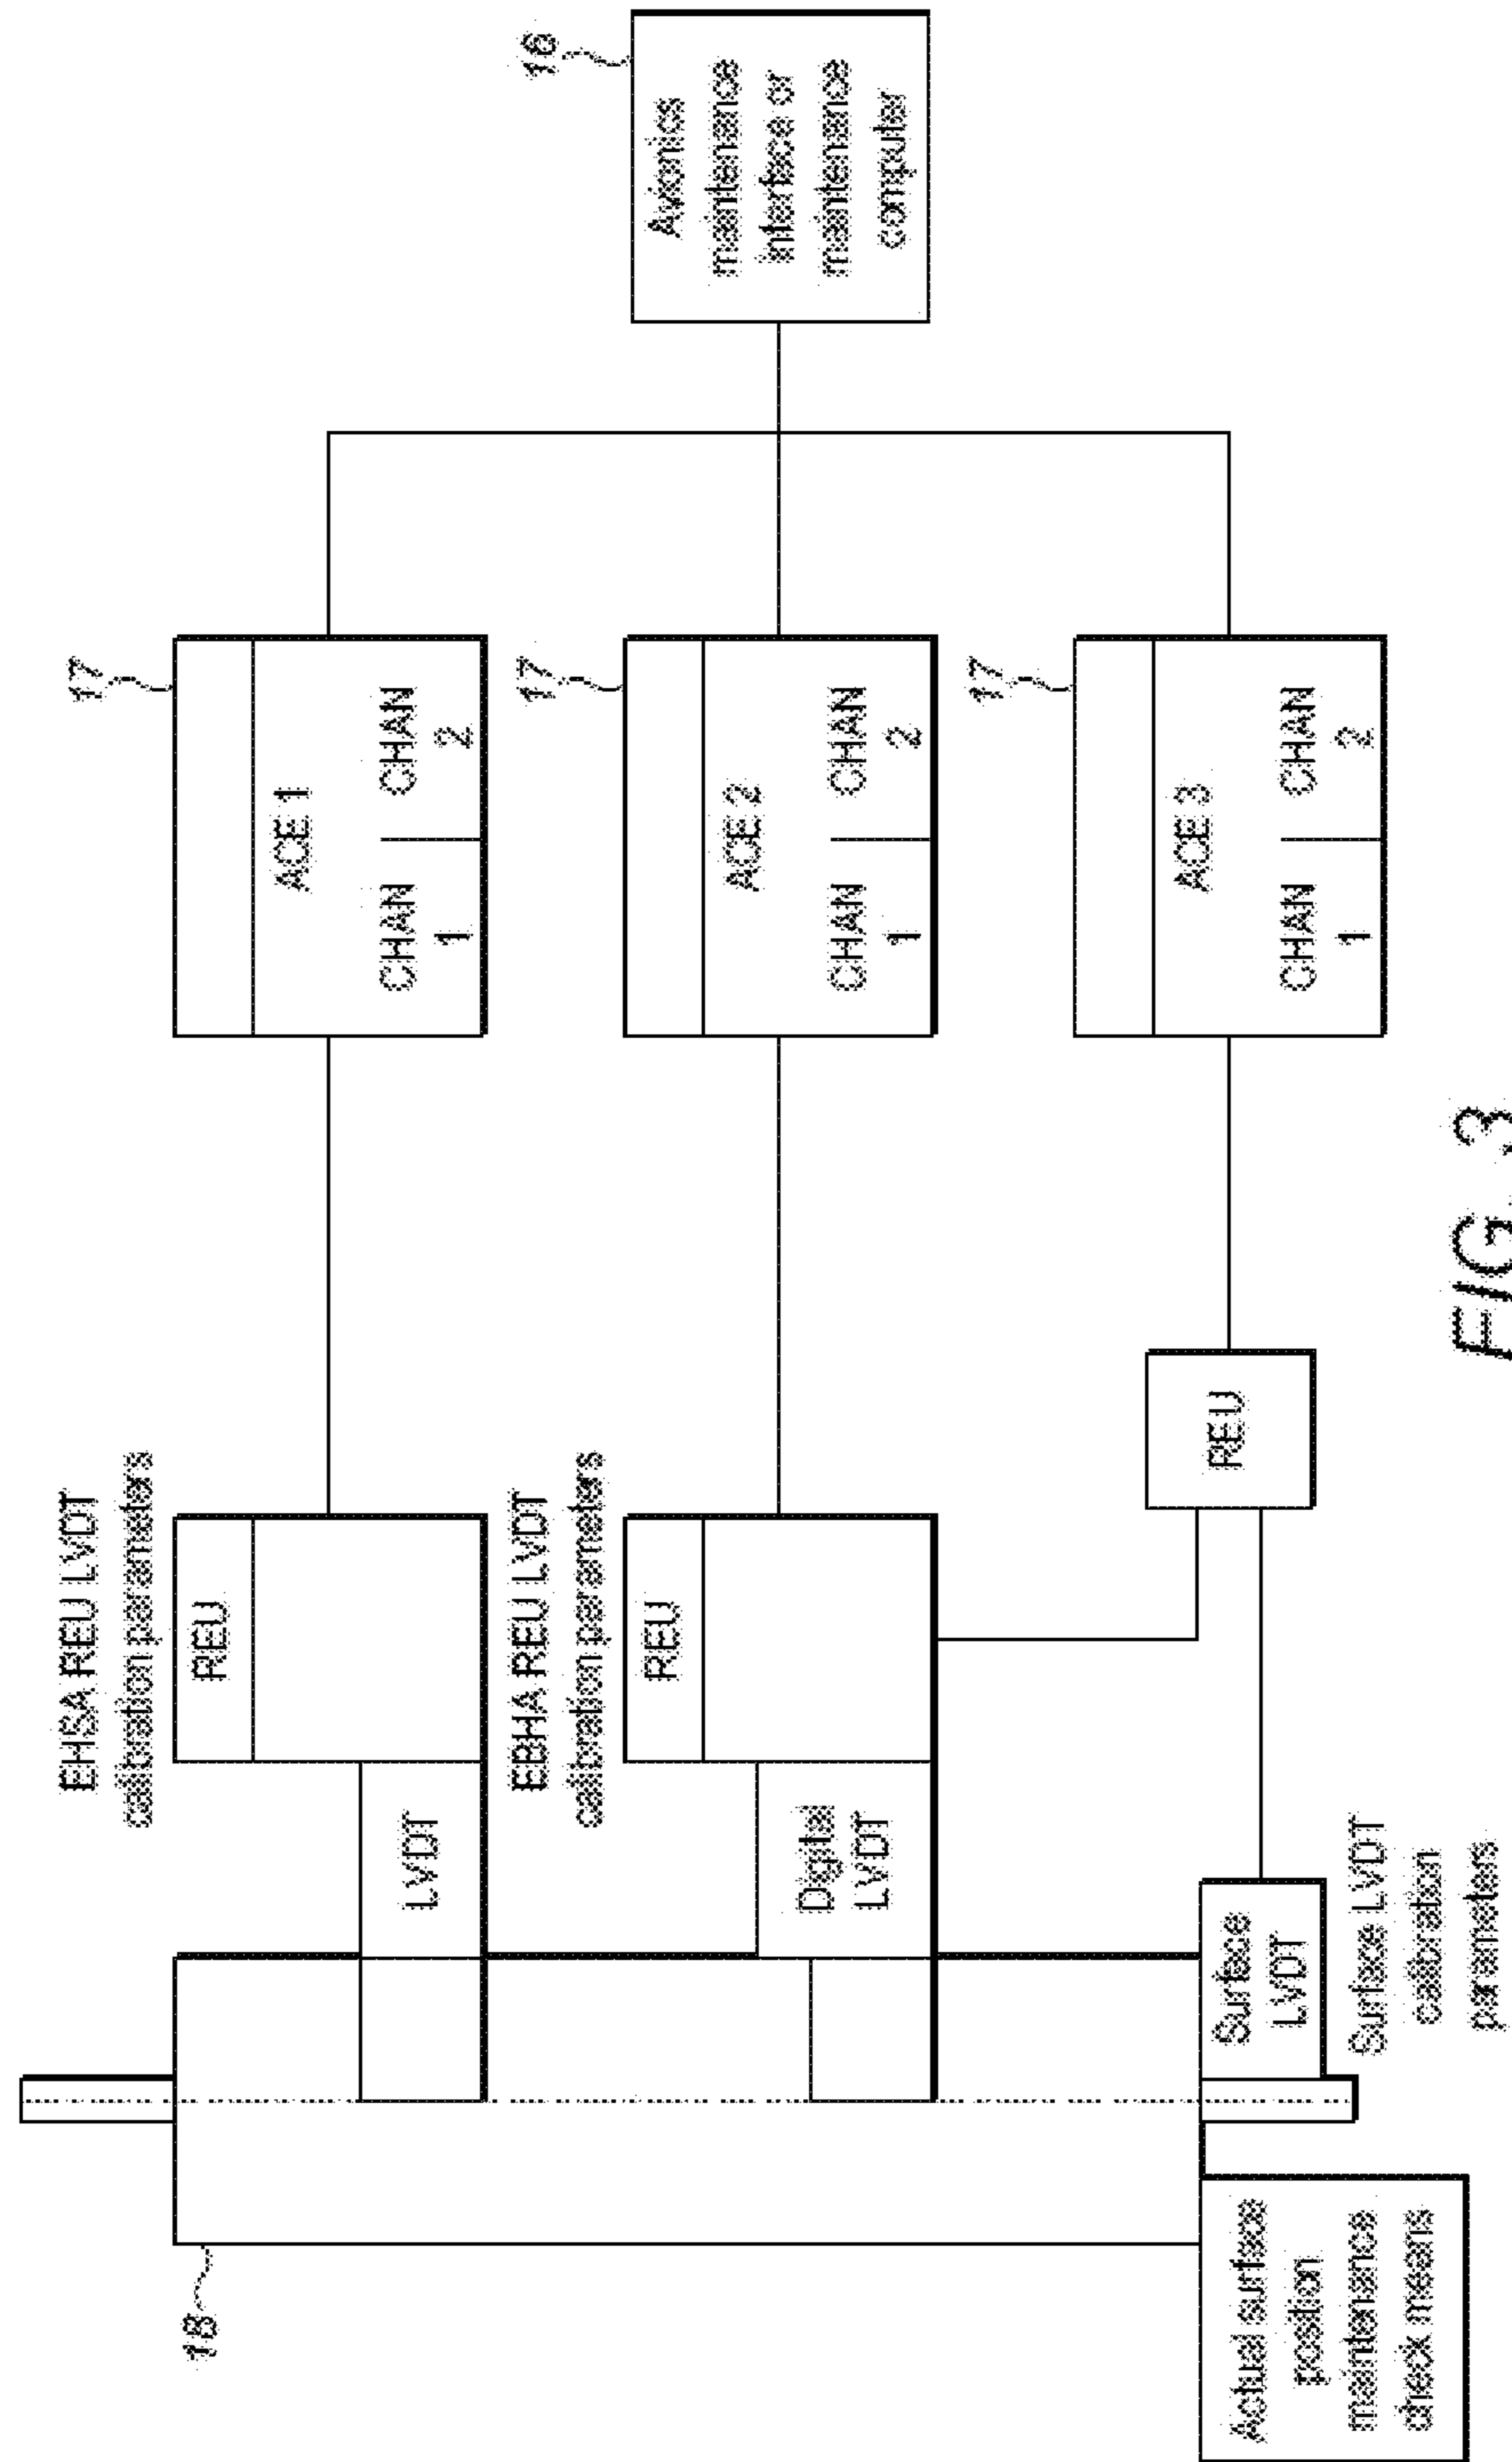 EHSA REU LVDT
calibration parameters
REU
LVDT
17
ACE 1
CHAN
1
CHAN
2
EBHA REU LVDT
calibration parameters
REU
Digital
LVDT
17
ACE 2
CHAN
1
CHAN
2
16
Avionics
maintenance
interface or
maintenance
computer
17
ACE 3
CHAN
1
CHAN
2
REU
18
Surface
LVDT
Surface LVDT
calibration
parameters
Actual surface
position
maintenance
check means
FIG. 3